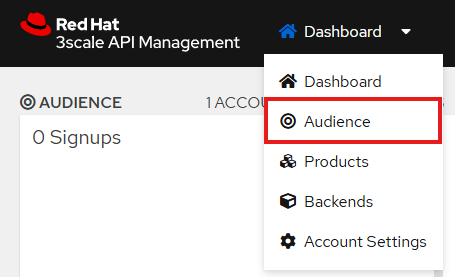 Red Hat
3scale API Management
Dashboard
Dashboard
AUDIENCE
1 ACCOU
Audience
0 Signups
Products
Backends
Account Settings